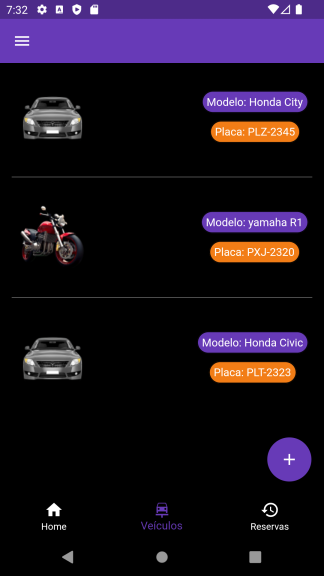 7:32
Modelo: Honda City
Placa: PLZ-2345
Modelo: yamaha R1
Placa: PXJ-2320
Modelo: Honda Civic
Placa: PLT-2323
+
Home
Veículos
Reservas